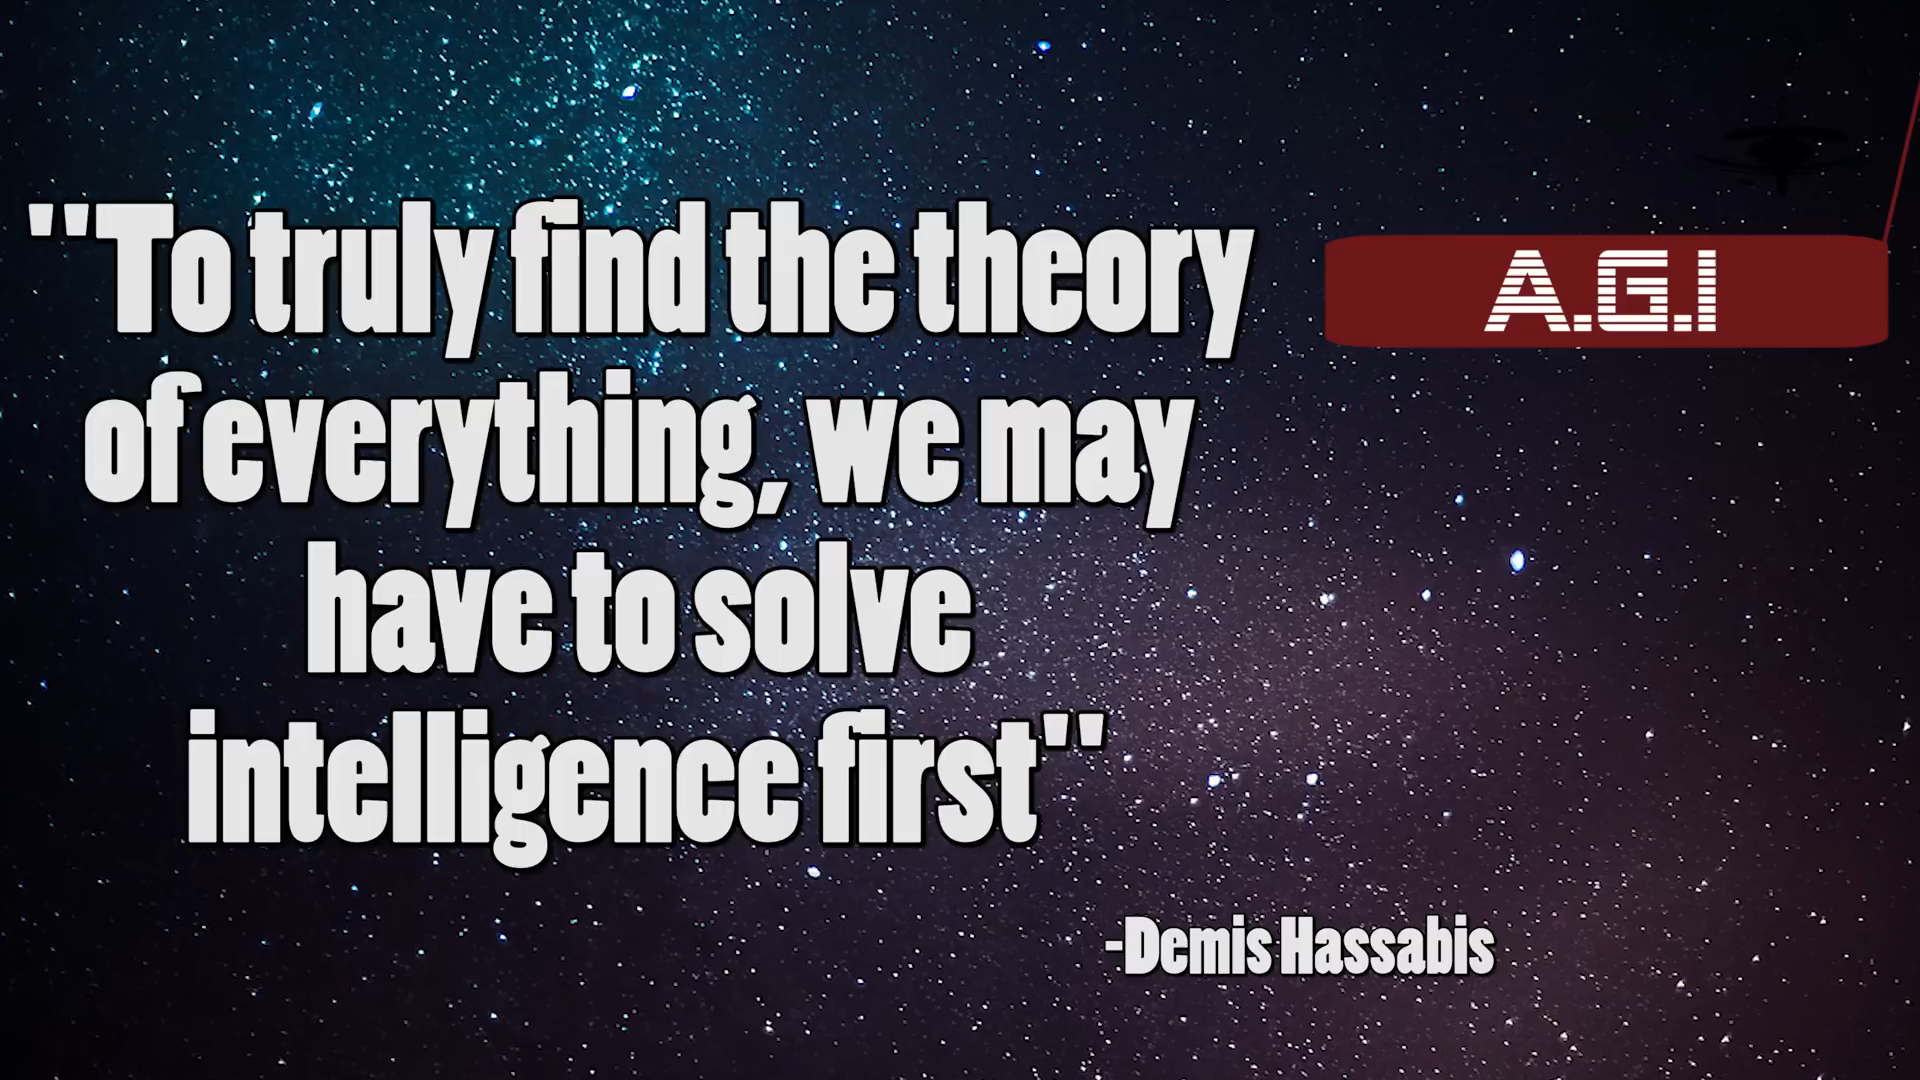 "To truly find the theory
of everything, we may
have to solve
intelligence first"
-Demis Hassabis
A.G.I